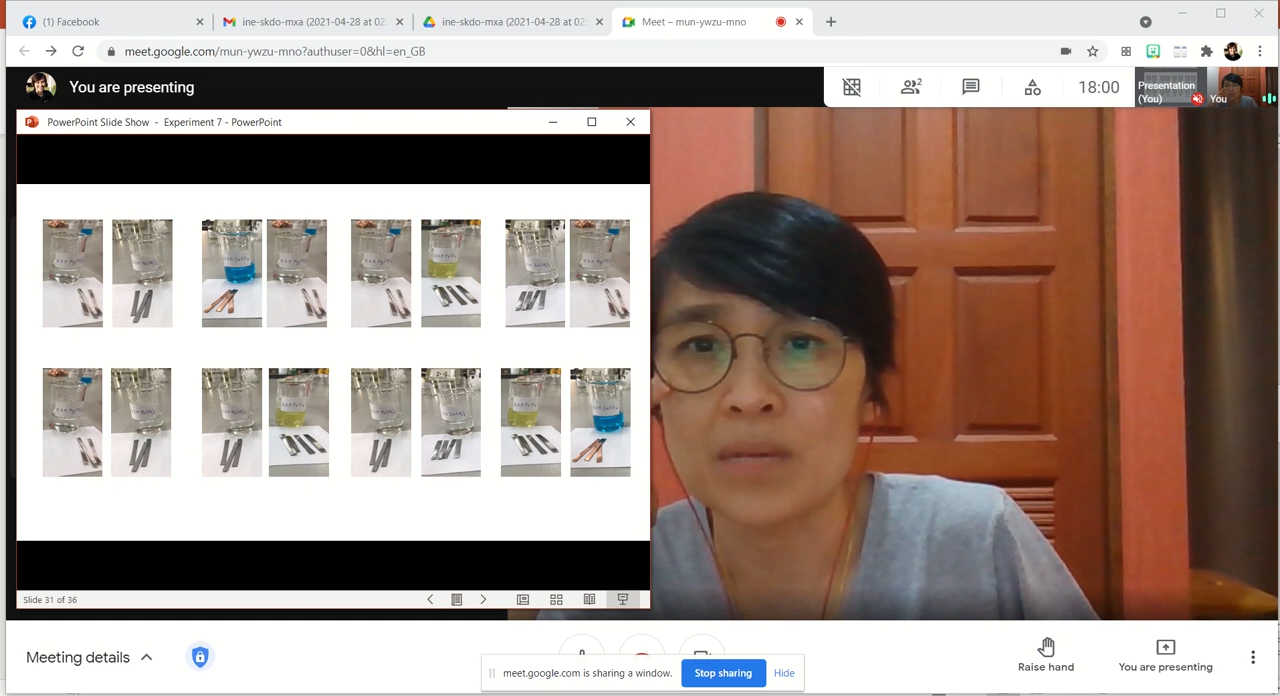 (1) Facebook
ine-skdo-mxa (2021-04-28 at 02:
ine-skdo-mxa (2021-04-28 at 02:
Meet – mun-ywzu-mno
meet.google.com/mun-ywzu-mno?authuser=0&hl=en_GB
You are presenting
2
18:00
Presentation
(You)
You
PowerPoint Slide Show - Experiment 7 - PowerPoint
Slide 31 of 36
Meeting details
meet.google.com is sharing a window.
Stop sharing
Hide
Raise hand
You are presenting